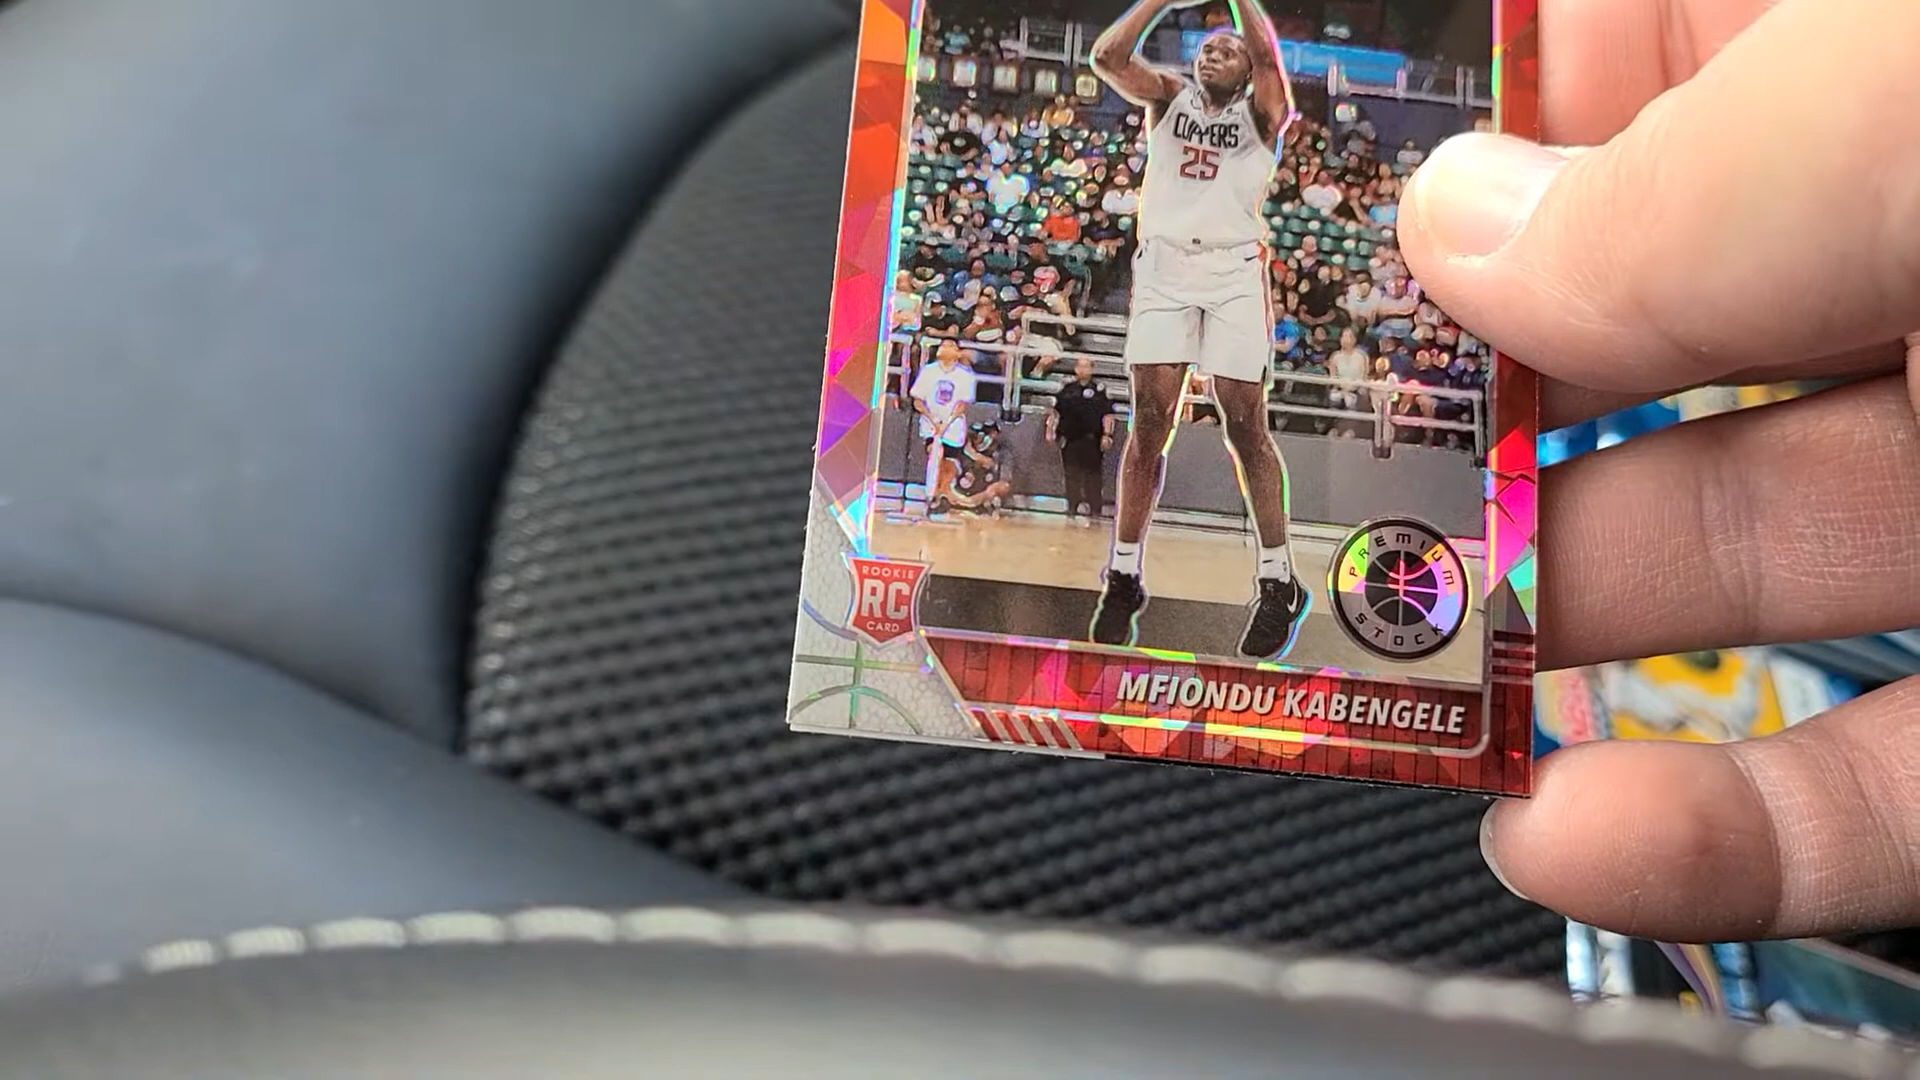 CLIPPERS
25
PREMIUM
STOCK
ROOKIE
RC
CARD
MFIONDU KABENGELE